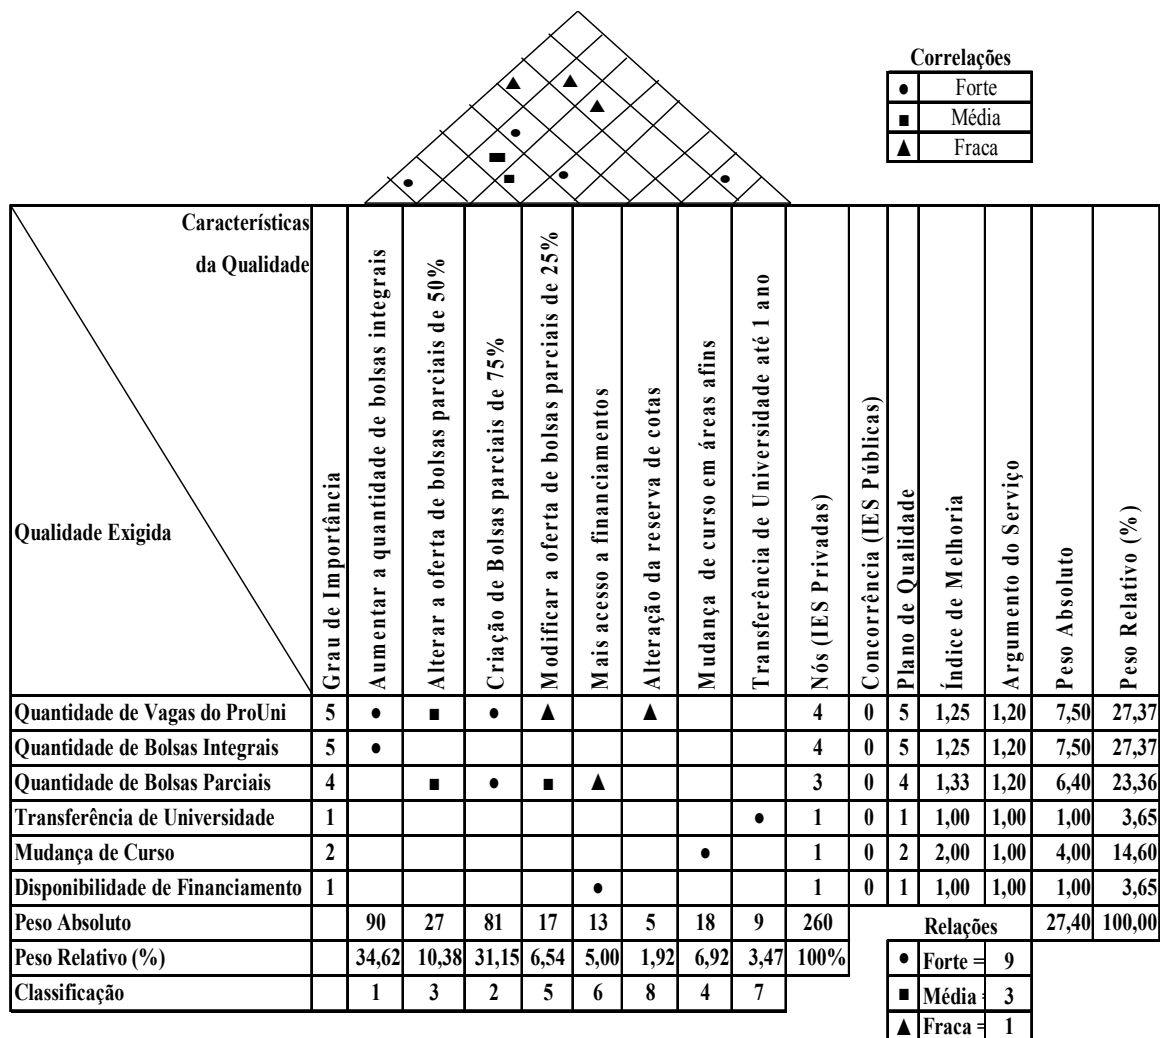 Correlações
● Forte
■ Média
▲ Fraca
Características
da Qualidade
Qualidade Exigida
Grau de Importância
Aumentar a quantidade de bolsas integrais
Alterar a oferta de bolsas parciais de 50%
Criação de Bolsas parciais de 75%
Modificar a oferta de bolsas parciais de 25%
Mais acesso a financiamentos
Alteração da reserva de cotas
Mudança de curso em áreas afins
Transferência de Universidade até 1 ano
Nós (IES Privadas)
Concorrência (IES Públicas)
Plano de Qualidade
Índice de Melhoria
Argumento do Serviço
Peso Absoluto
Peso Relativo (%)
Quantidade de Vagas do ProUni 5 ● ■ ● ▲ ▲ 4 0 5 1,25 1,20 7,50 27,37
Quantidade de Bolsas Integrais 5 ● 4 0 5 1,25 1,20 7,50 27,37
Quantidade de Bolsas Parciais 4 ■ ● ■ ▲ 3 0 4 1,33 1,20 6,40 23,36
Transferência de Universidade 1 ● 1 0 1 1,00 1,00 1,00 3,65
Mudança de Curso 2 ● 1 0 2 2,00 1,00 4,00 14,60
Disponibilidade de Financiamento 1 ● 1 0 1 1,00 1,00 1,00 3,65
Peso Absoluto 90 27 81 17 13 5 18 9 260 Relações 27,40 100,00
Peso Relativo (%) 34,62 10,38 31,15 6,54 5,00 1,92 6,92 3,47 100% ● Forte = 9
Classificação 1 3 2 5 6 8 4 7 ■ Média = 3
▲ Fraca = 1